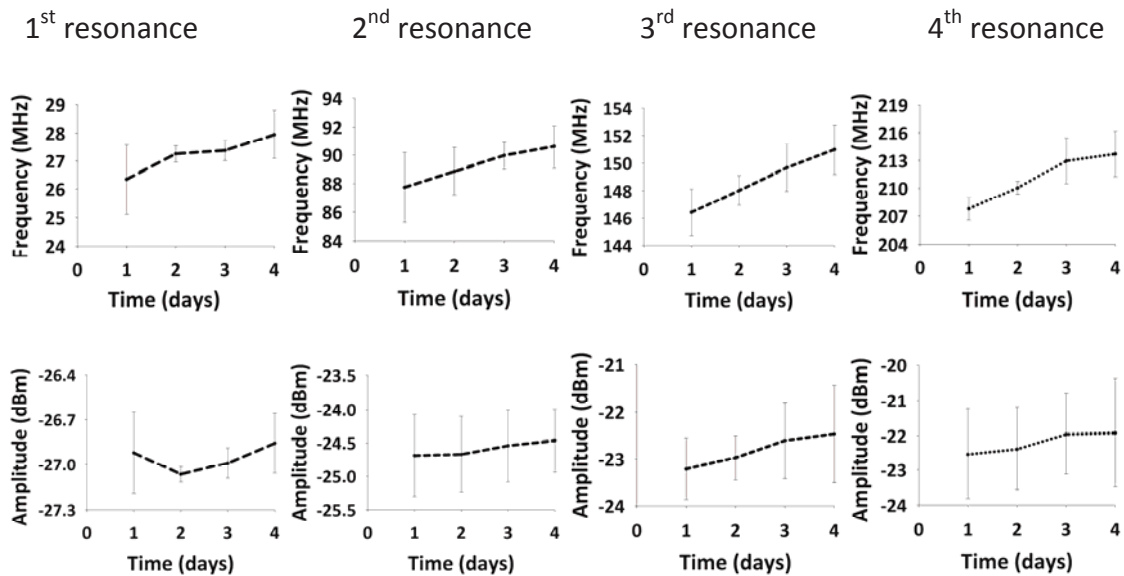 1st resonance
2nd resonance
3rd resonance
4th resonance
Frequency (MHz)
29
28
27
26
25
24
0 1 2 3 4
Time (days)
Frequency (MHz)
94
92
90
88
86
84
0 1 2 3 4
Time (days)
Frequency (MHz)
154
152
150
148
146
144
0 1 2 3 4
Time (days)
Frequency (MHz)
219
216
213
210
207
204
0 1 2 3 4
Time (days)
Amplitude (dBm)
-26.4
-26.7
-27.0
-27.3
0 1 2 3 4
Time (days)
Amplitude (dBm)
-23.5
-24.0
-24.5
-25.0
-25.5
0 1 2 3 4
Time (days)
Amplitude (dBm)
-21
-22
-23
-24
0 1 2 3 4
Time (days)
Amplitude (dBm)
-20
-21
-22
-23
-24
0 1 2 3 4
Time (days)